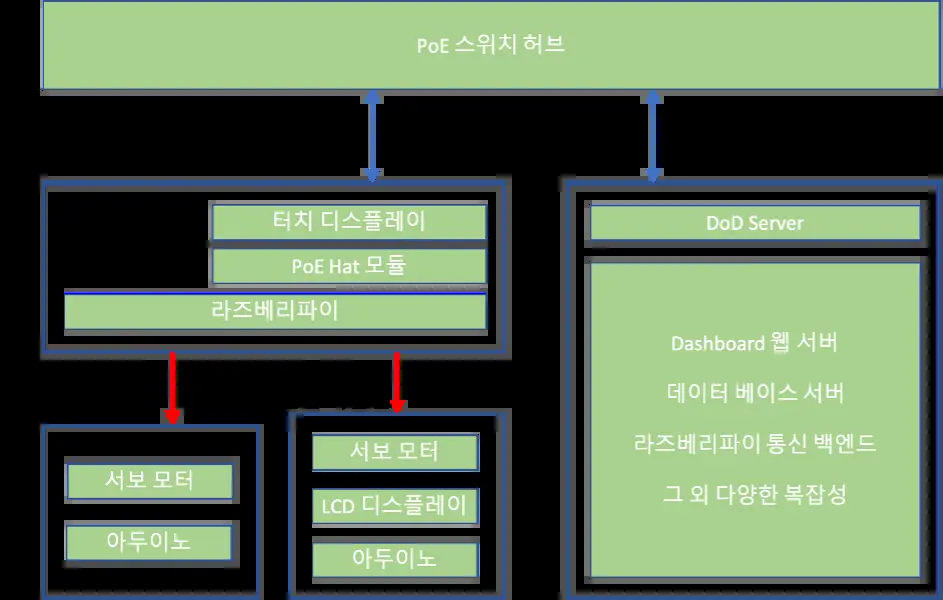 PoE 스위치 허브
터치 디스플레이
PoE Hat 모듈
라즈베리파이
서보 모터
아두이노
서보 모터
LCD 디스플레이
아두이노
DoD Server
Dashboard 웹 서버
데이터 베이스 서버
라즈베리파이 통신 백엔드
그 외 다양한 복잡성